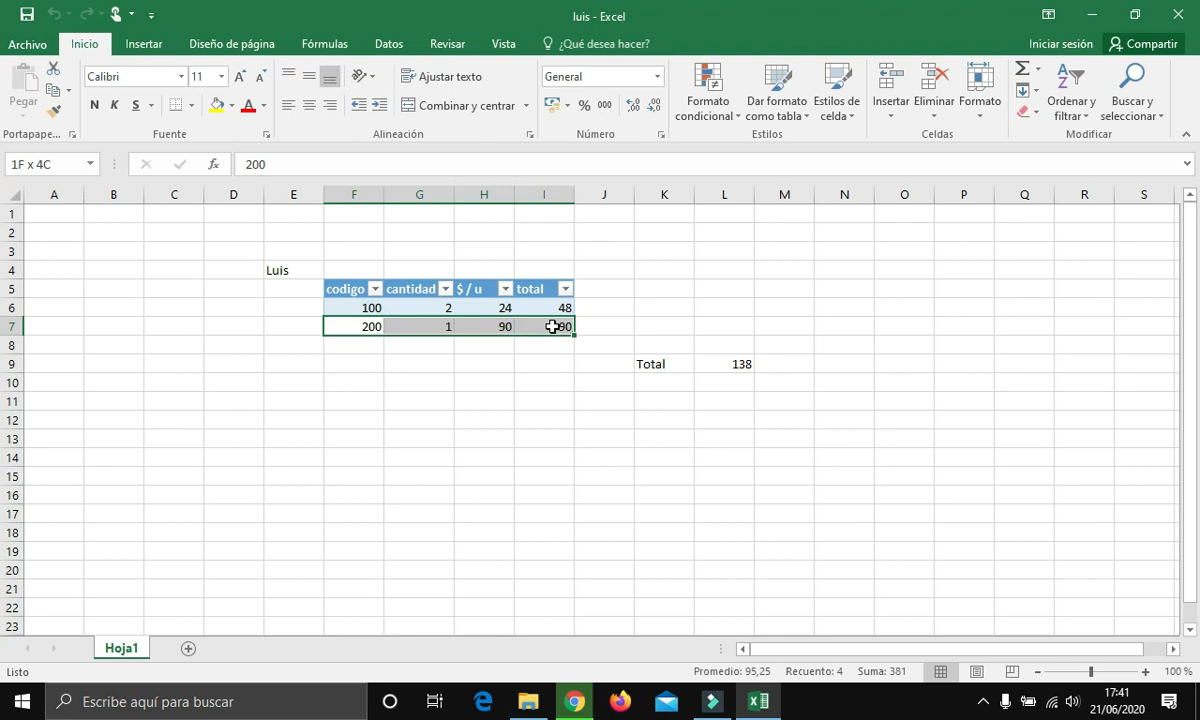 luis - Excel
Archivo Inicio Insertar Diseño de página Fórmulas Datos Revisar Vista ¿Qué desea hacer? Iniciar sesión Compartir
Pegar
Calibri 11 A A
N K S A
Ajustar texto
Combinar y centrar
General
% 000
Formato condicional
Dar formato como tabla
Estilos de celda
Insertar
Eliminar
Formato
Ordenar y filtrar
Buscar y seleccionar
Portapape...
Fuente
Alineación
Número
Estilos
Celdas
Modificar
1F x 4C fx 200
A B C D E F G H I J K L M N O P Q R S
1
2
3
4 Luis
5 codigo cantidad $ / u total
6 100 2 24 48
7 200 1 90 90
8
9 Total 138
10
11
12
13
14
15
16
17
18
19
20
21
22
23
Hoja1
Listo Promedio: 95,25 Recuento: 4 Suma: 381 100 %
Escribe aquí para buscar
17:41
21/06/2020